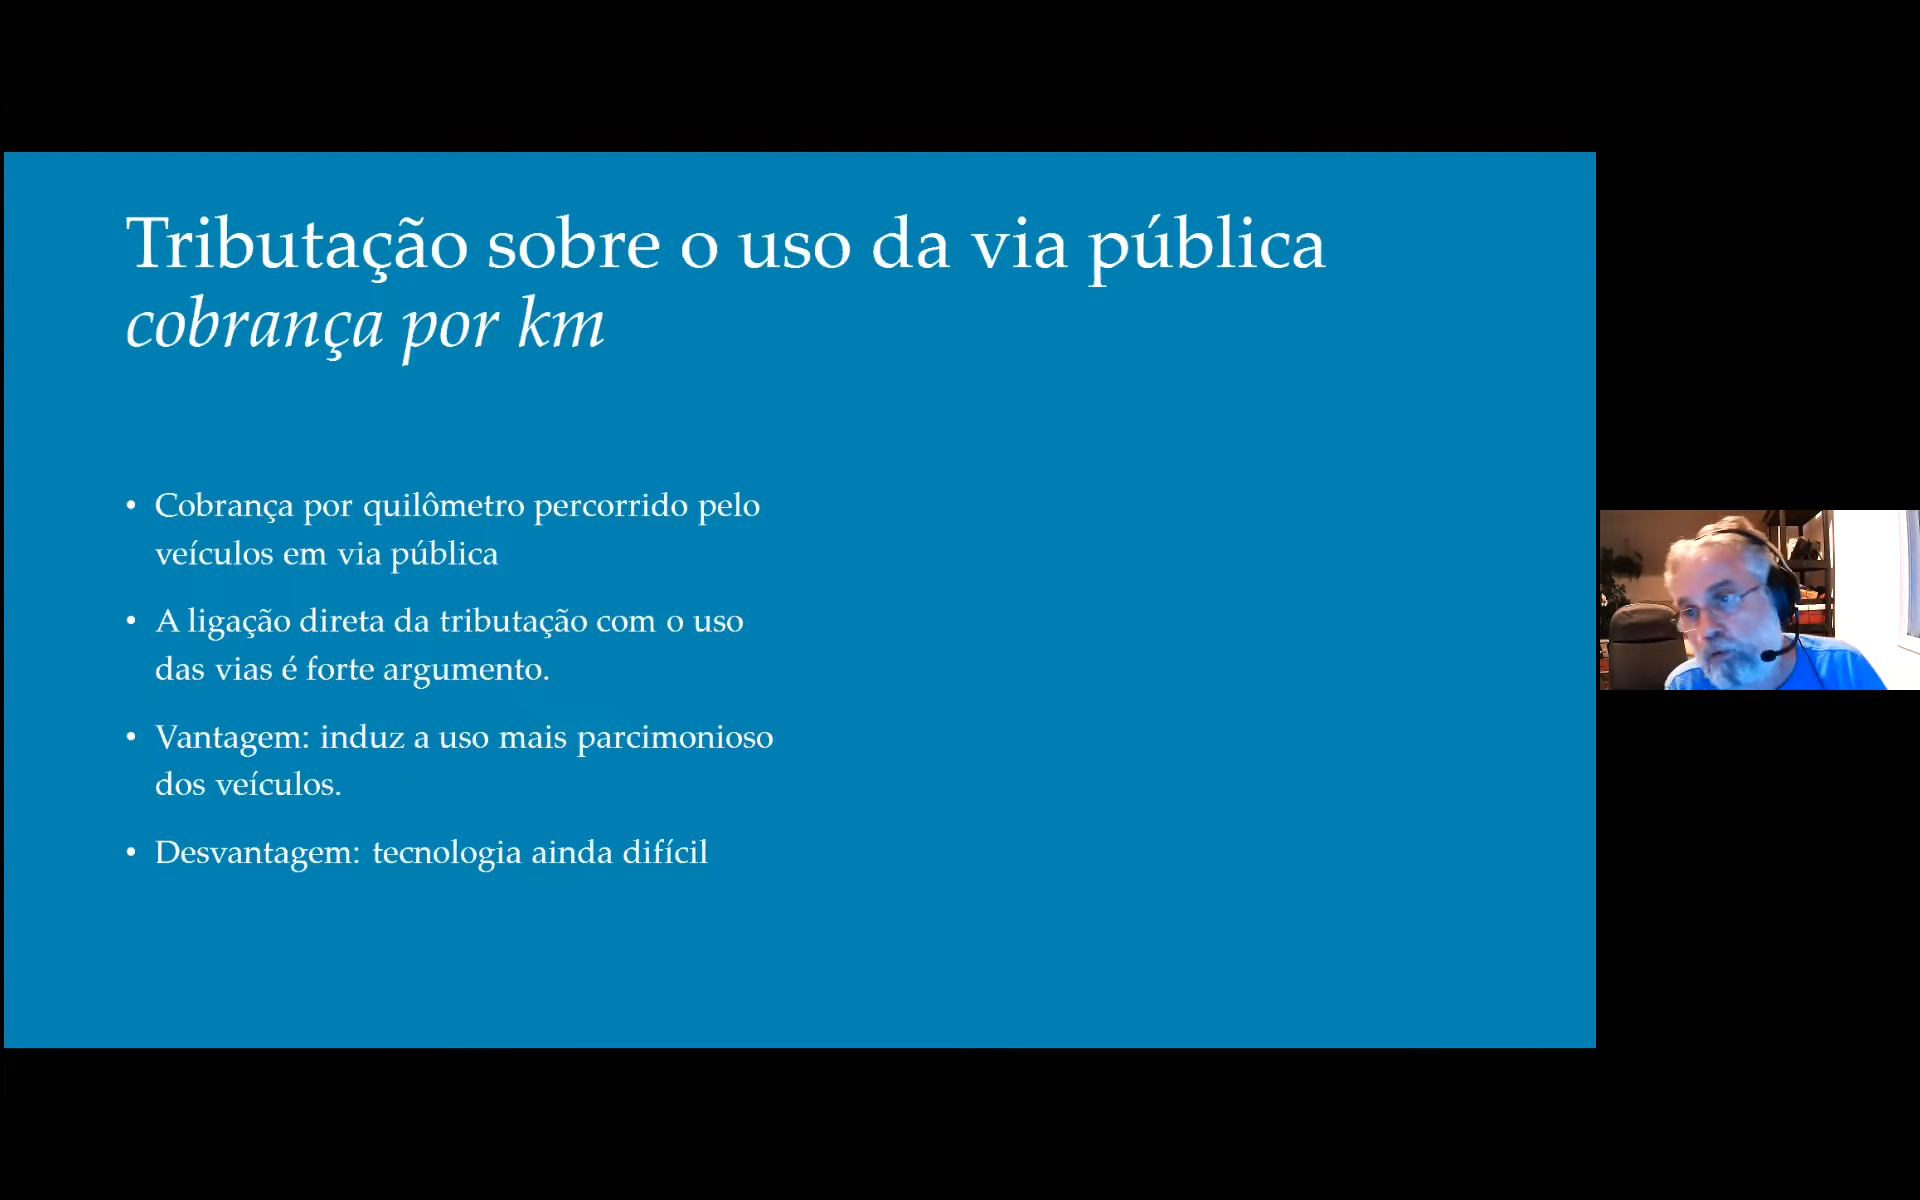 Tributação sobre o uso da via pública
cobrança por km
• Cobrança por quilômetro percorrido pelo
veículos em via pública
• A ligação direta da tributação com o uso
das vias é forte argumento.
• Vantagem: induz a uso mais parcimonioso
dos veículos.
• Desvantagem: tecnologia ainda difícil